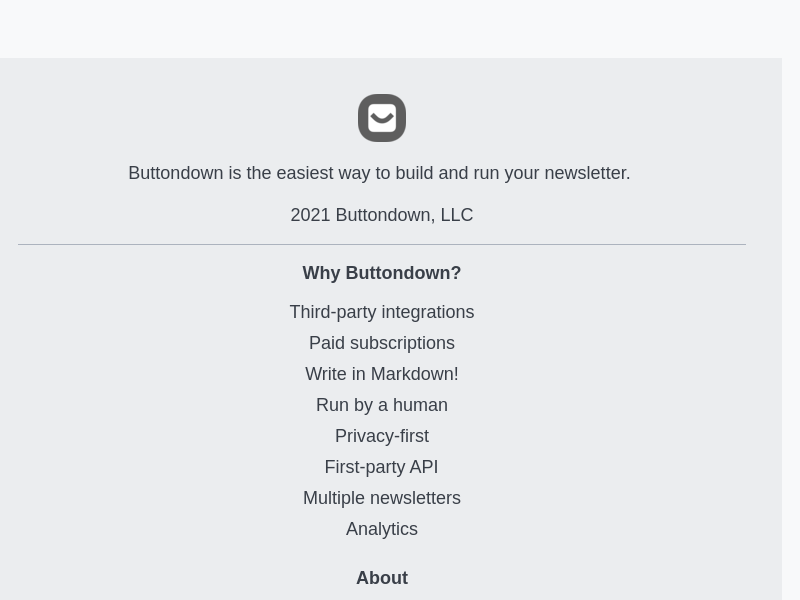 Buttondown is the easiest way to build and run your newsletter.
2021 Buttondown, LLC
Why Buttondown?
Third-party integrations
Paid subscriptions
Write in Markdown!
Run by a human
Privacy-first
First-party API
Multiple newsletters
Analytics
About